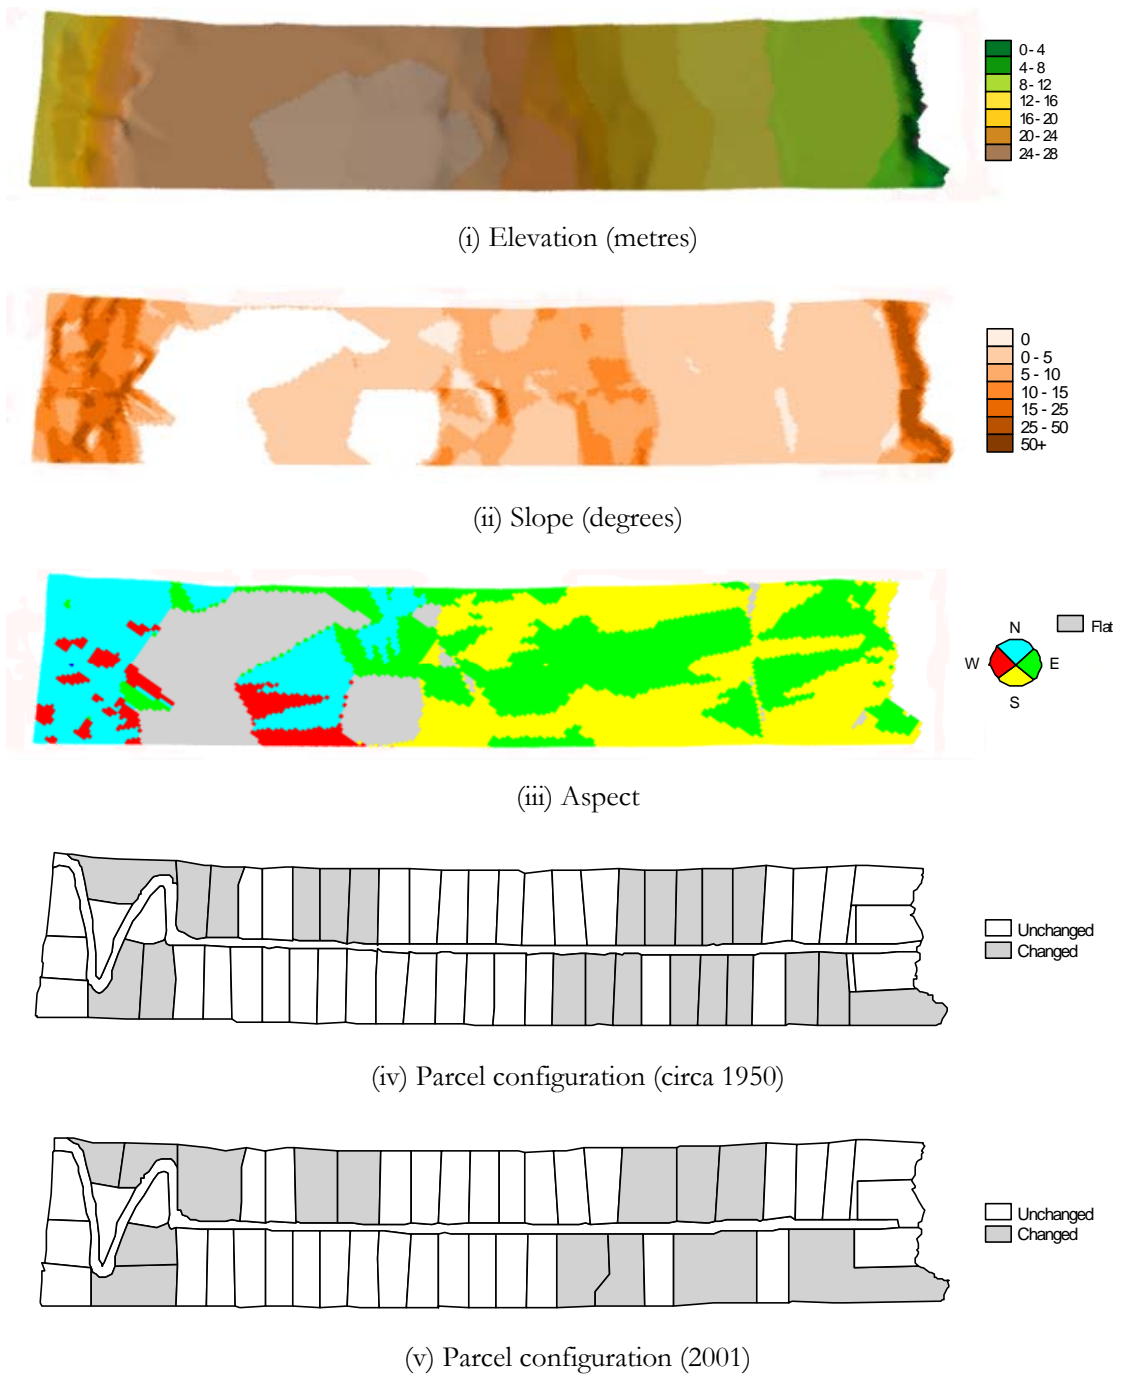 0 - 4
4 - 8
8 - 12
12 - 16
16 - 20
20 - 24
24 - 28
(i) Elevation (metres)
0
0 - 5
5 - 10
10 - 15
15 - 25
25 - 50
50+
(ii) Slope (degrees)
Flat
N
W E
S
(iii) Aspect
Unchanged
Changed
(iv) Parcel configuration (circa 1950)
Unchanged
Changed
(v) Parcel configuration (2001)